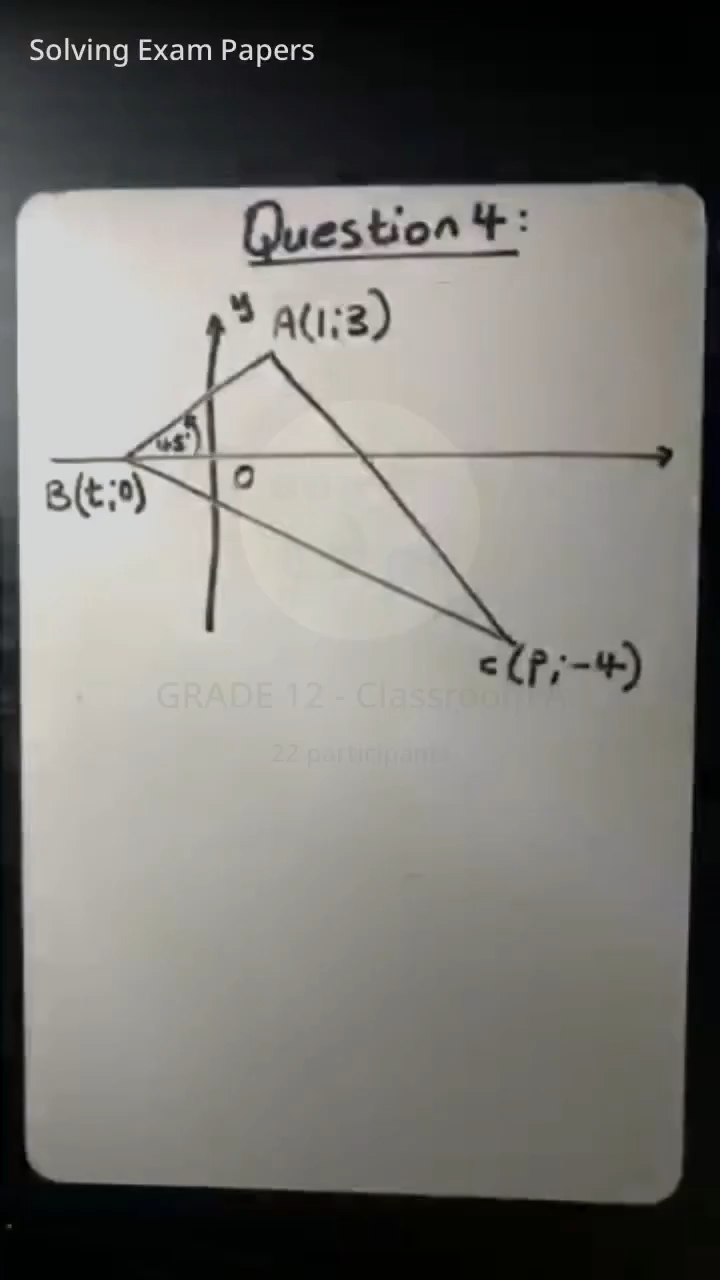 Solving Exam Papers
Question 4:
y
A(1;3)
45°
B(t;0)
0
C(P;-4)
GRADE 12 - Classroom A
22 participants